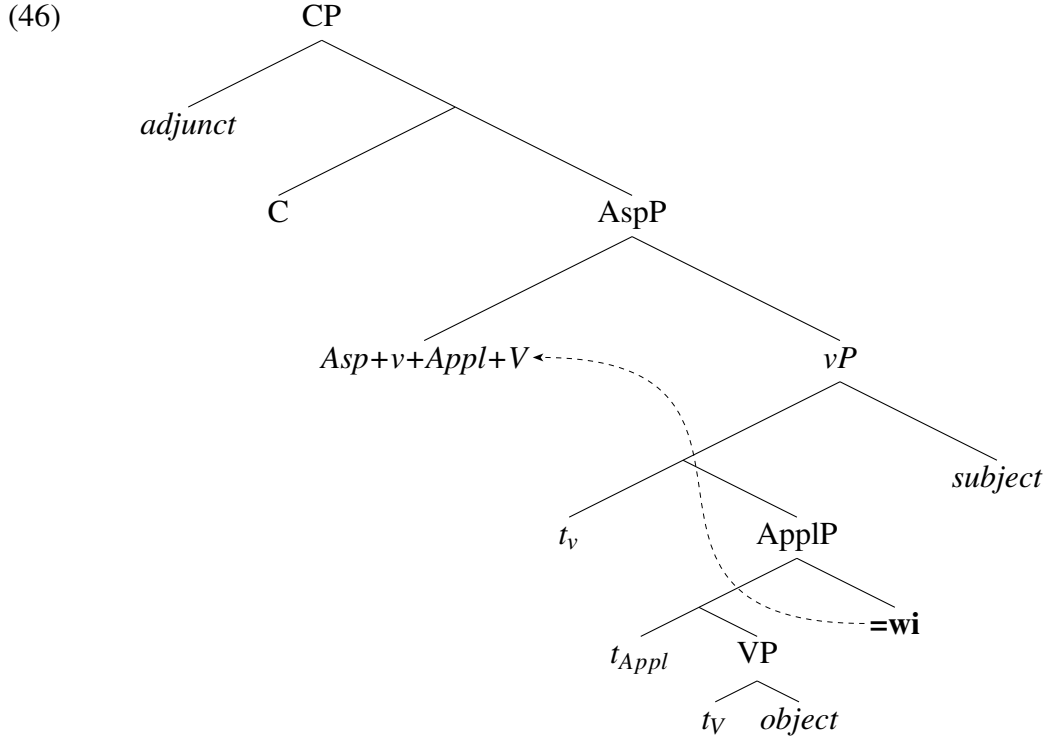 (46) CP
adjunct
C AspP
Asp+v+Appl+V vP
subject
t_v ApplP
=wi
t_Appl VP
t_V object